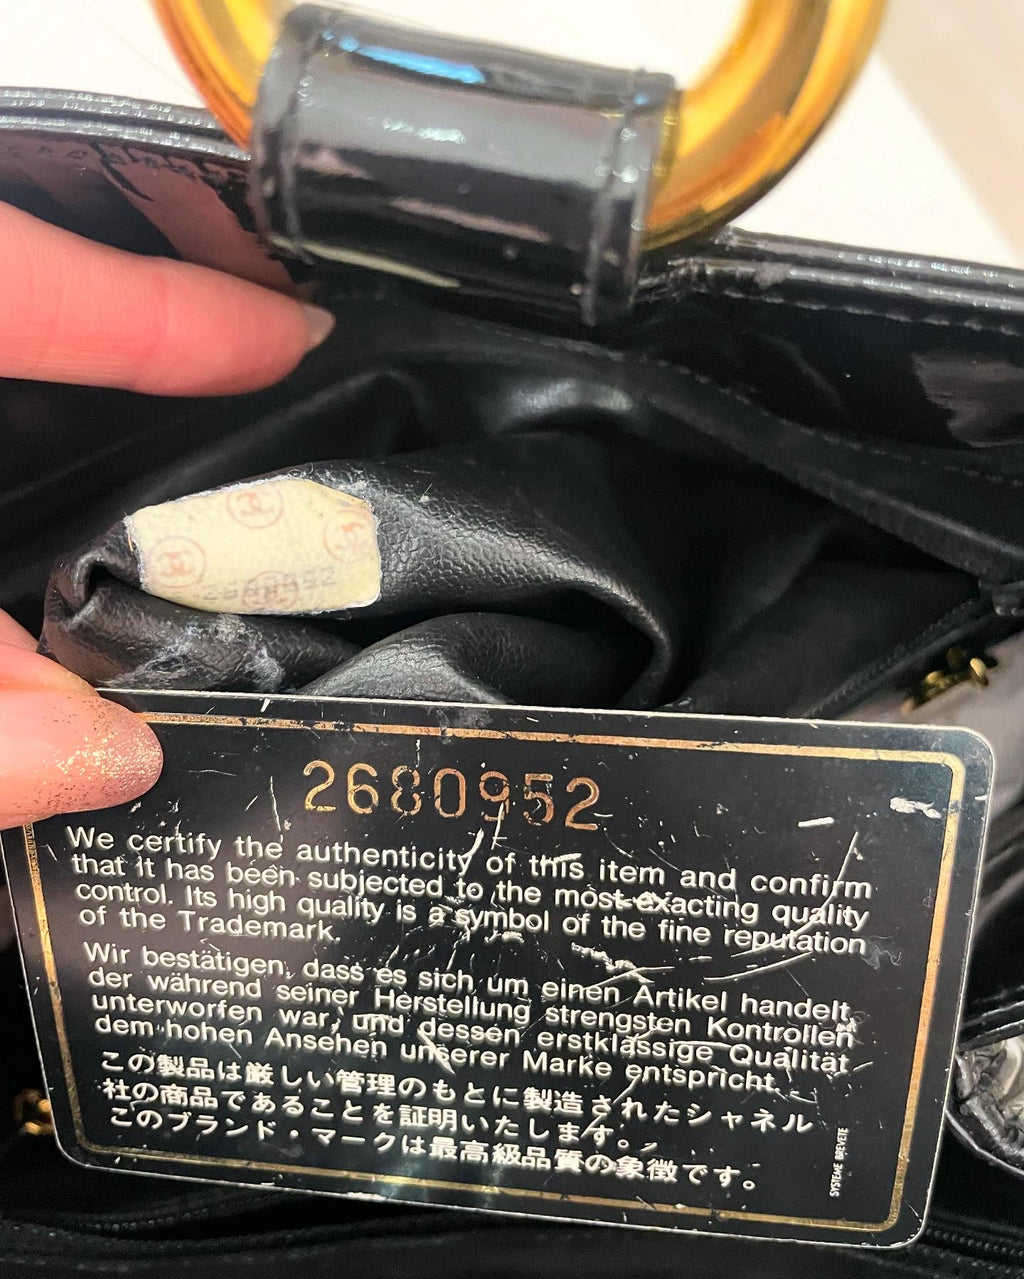 2680952
We certify the authenticity of this item and confirm
that it has been subjected to the most exacting quality
control. Its high quality is a symbol of the fine reputation
of the Trademark.
Wir bestätigen, dass es sich um einen Artikel handelt,
der während seiner Herstellung strengsten Kontrollen
unterworfen war, und dessen erstklassige Qualität
dem hohen Ansehen unserer Marke entspricht.
この製品は厳しい管理のもとに製造されたシャネル
社の商品であることを証明いたします。
このブランド・マークは最高級品質の象徴です。
SYSTEME BREVETE